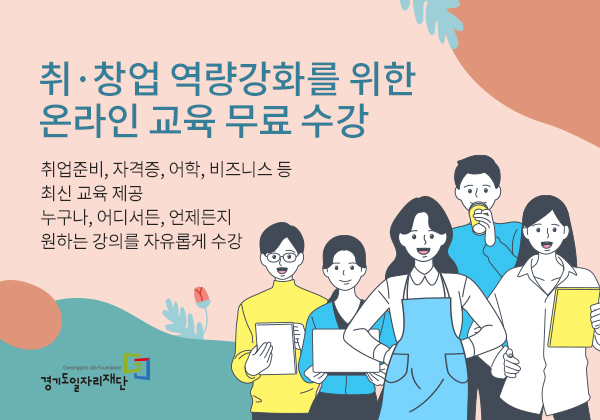 취·창업 역량강화를 위한
온라인 교육 무료 수강
취업준비, 자격증, 어학, 비즈니스 등
최신 교육 제공
누구나, 어디서든, 언제든지
원하는 강의를 자유롭게 수강
Gyeonggido Job Foundation
경기도일자리재단